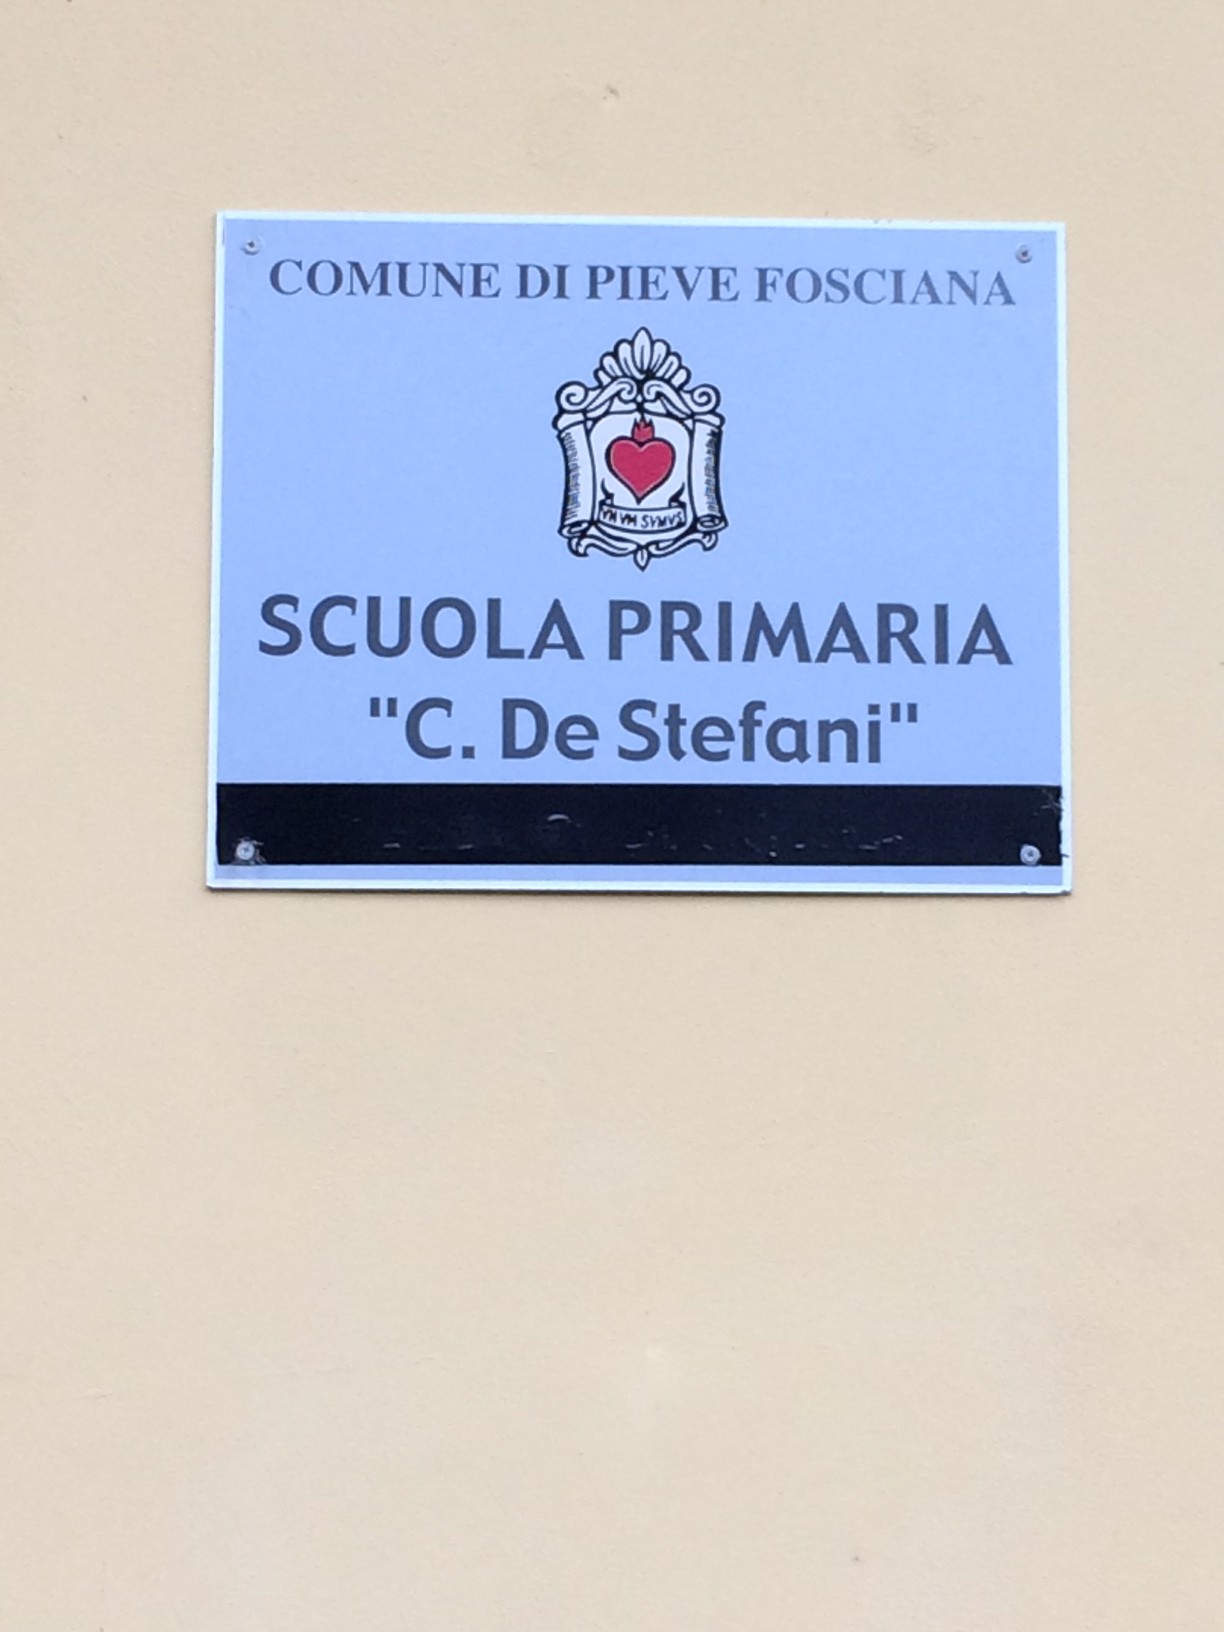 COMUNE DI PIEVE FOSCIANA
SCUOLA PRIMARIA
"C. De Stefani"